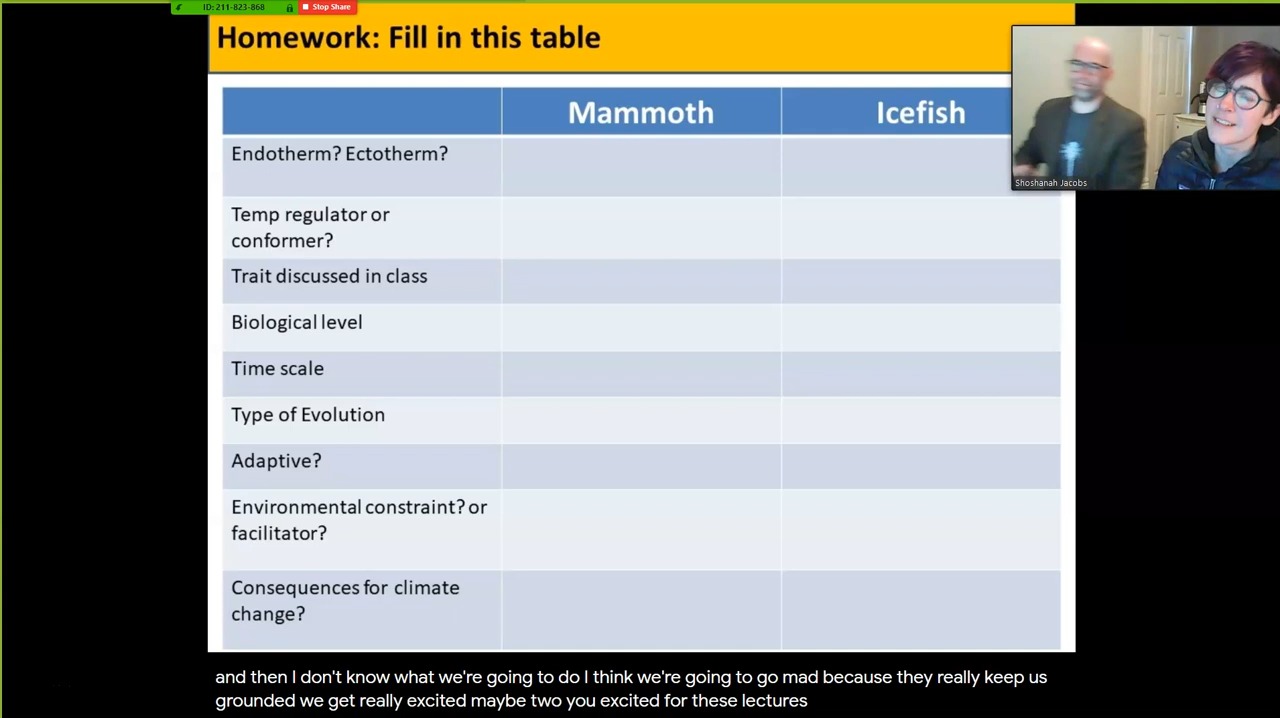 ID: 211-823-868
Stop Share
Homework: Fill in this table
Mammoth
Icefish
Shoshanah Jacobs
Endotherm? Ectotherm?
Temp regulator or
conformer?
Trait discussed in class
Biological level
Time scale
Type of Evolution
Adaptive?
Environmental constraint? or
facilitator?
Consequences for climate
change?
and then I don't know what we're going to do I think we're going to go mad because they really keep us
grounded we get really excited maybe two you excited for these lectures